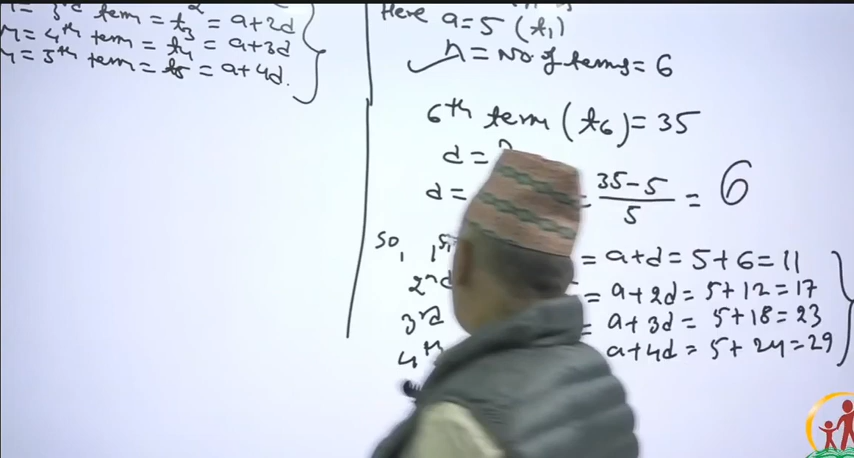 3rd term = t3 = a+2d
n = 4th term = t4 = a+3d
n = 5th term = t5 = a+4d.
Here a = 5 (t1)
n = No of terms = 6
6th term (t6) = 35
d =
d = = 35-5/5 = 6
So, 1st = a+d = 5+6 = 11
2nd = a+2d = 5+12 = 17
3rd = a+3d = 5+18 = 23
4th a+4d = 5+24 = 29